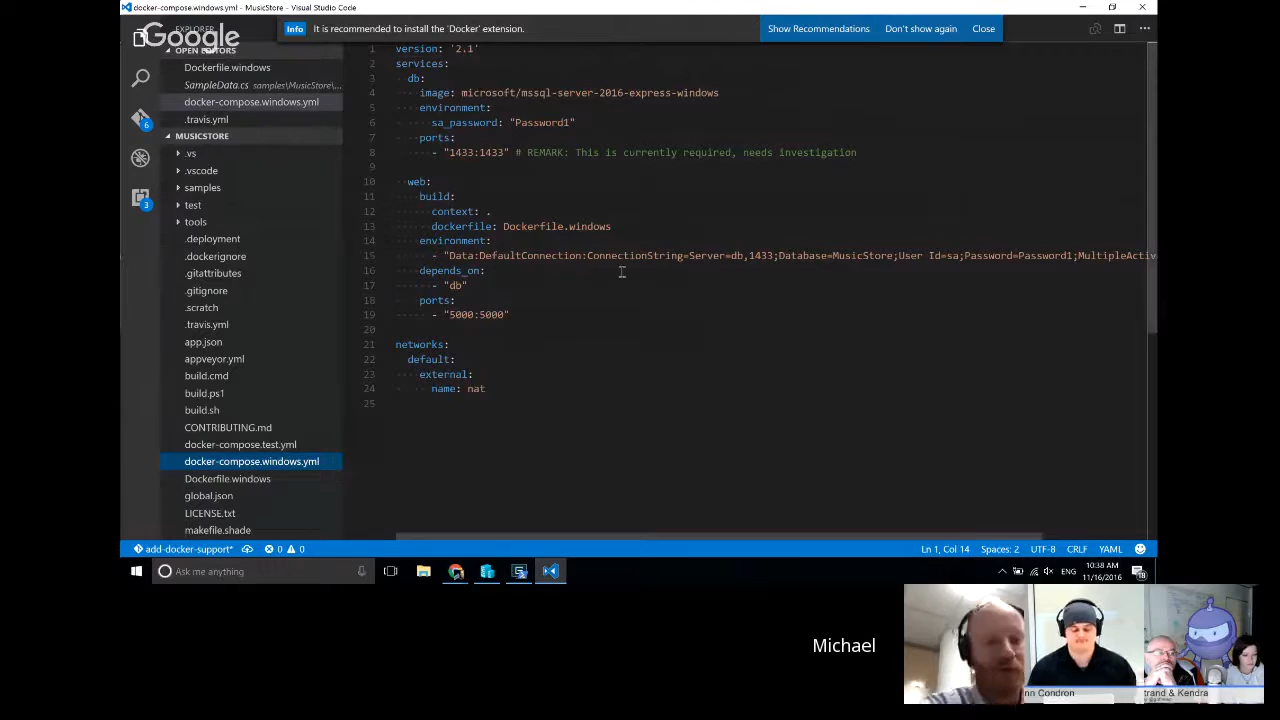 docker-compose.windows.yml - MusicStore - Visual Studio Code
Google
EXPLORER
Info It is recommended to install the 'Docker' extension. Show Recommendations Don't show again Close
OPEN EDITORS
Dockerfile.windows
SampleData.cs samples\MusicStore\...
docker-compose.windows.yml
.travis.yml
MUSICSTORE
.vs
.vscode
samples
test
tools
.deployment
.dockerignore
.gitattributes
.gitignore
.scratch
.travis.yml
app.json
appveyor.yml
build.cmd
build.ps1
build.sh
CONTRIBUTING.md
docker-compose.test.yml
docker-compose.windows.yml
Dockerfile.windows
global.json
LICENSE.txt
makefile.shade
6
3
1 version: '2.1'
2 services:
3 db:
4 image: microsoft/mssql-server-2016-express-windows
5 environment:
6 sa_password: "Password1"
7 ports:
8 - "1433:1433" # REMARK: This is currently required, needs investigation
9
10 web:
11 build:
12 context: .
13 dockerfile: Dockerfile.windows
14 environment:
15 - "Data:DefaultConnection:ConnectionString=Server=db,1433;Database=MusicStore;User Id=sa;Password=Password1;MultipleActiv
16 depends_on:
17 - "db"
18 ports:
19 - "5000:5000"
20
21 networks:
22 default:
23 external:
24 name: nat
25
add-docker-support* 0 0 Ln 1, Col 14 Spaces: 2 UTF-8 CRLF YAML
Ask me anything
ENG
10:38 AM
11/16/2016
18
Michael
nn Condron
trand & Kendra